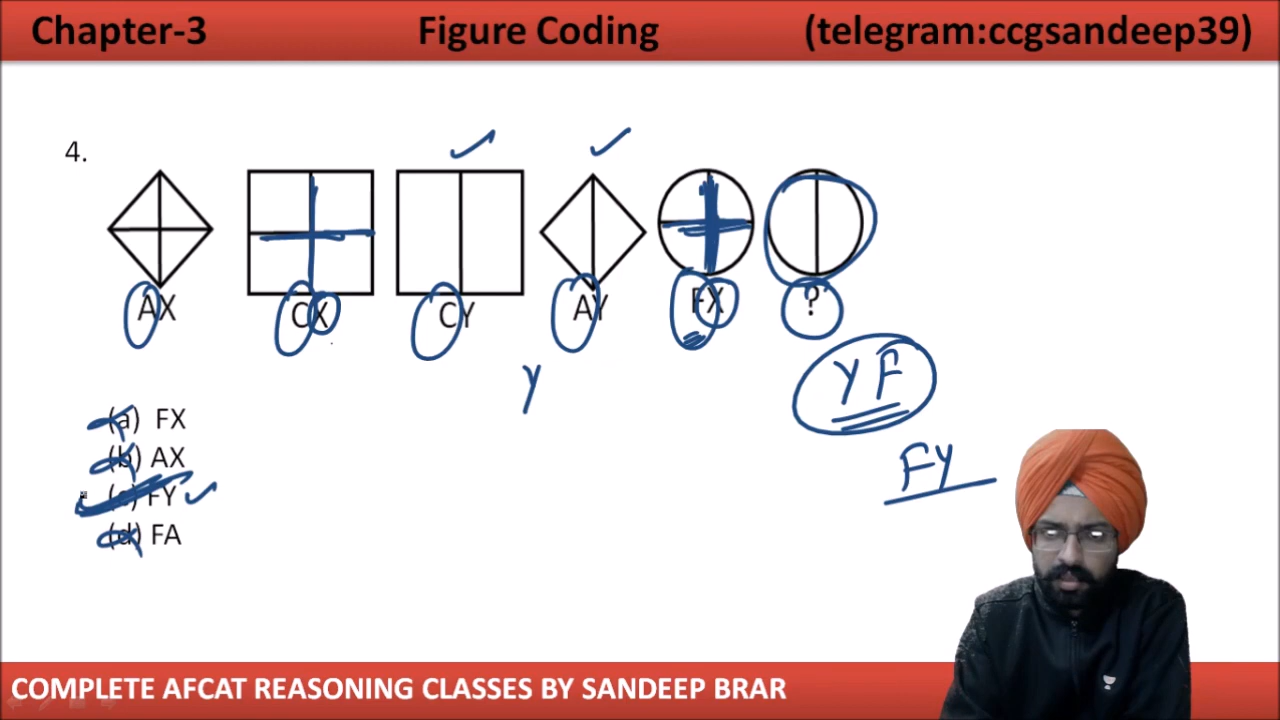 Chapter-3 Figure Coding (telegram:ccgsandeep39)
4.
AX CX CY AY FX ?
Y
Y F
FY
(a) FX
(b) AX
(c) FY
(d) FA
COMPLETE AFCAT REASONING CLASSES BY SANDEEP BRAR